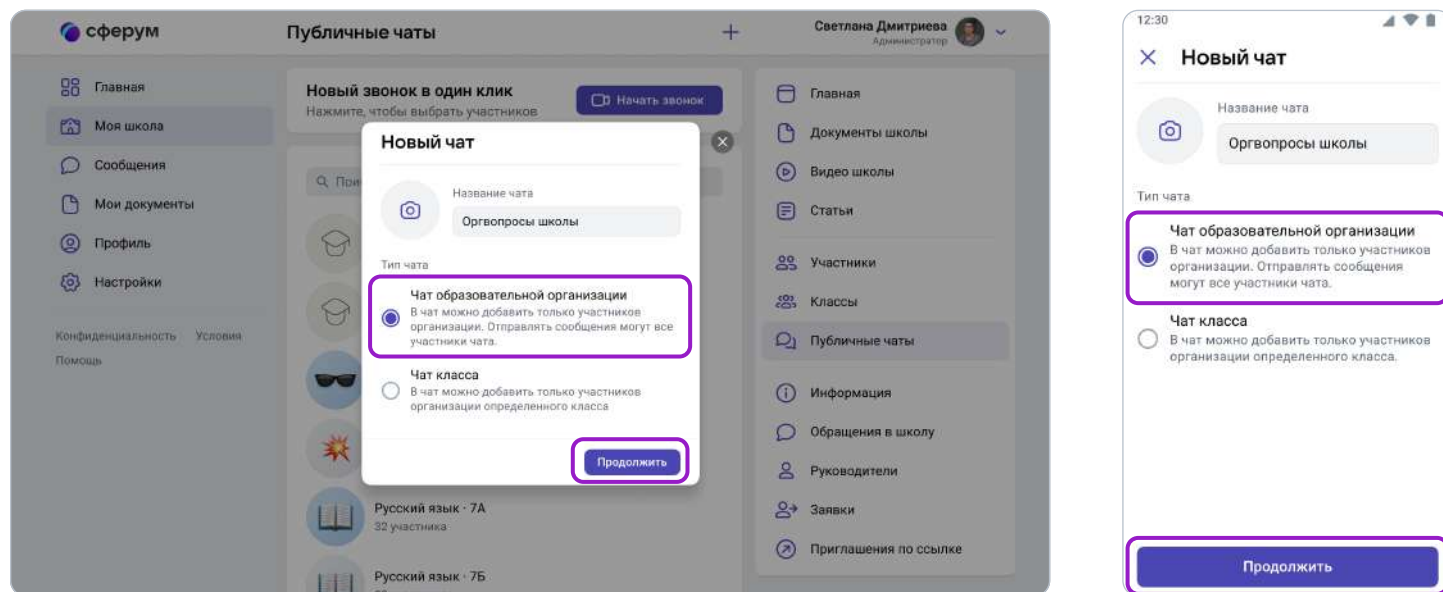 сферум
Публичные чаты
Светлана Дмитриева
Администратор
Главная
Моя школа
Сообщения
Мои документы
Профиль
Настройки
Конфиденциальность Условия
Помощь
Новый звонок в один клик
Нажмите, чтобы выбрать участников
Начать звонок
Новый чат
Название чата
Оргвопросы школы
Тип чата
Чат образовательной организации
В чат можно добавить только участников
организации. Отправлять сообщения могут все
участники чата.
Чат класса
В чат можно добавить только участников
организации определенного класса
Продолжить
Русский язык · 7А
32 участника
Русский язык · 7Б
Главная
Документы школы
Видео школы
Статьи
Участники
Классы
Публичные чаты
Информация
Обращения в школу
Руководители
Заявки
Приглашения по ссылке
12:30
Новый чат
Название чата
Оргвопросы школы
Тип чата
Чат образовательной организации
В чат можно добавить только участников
организации. Отправлять сообщения
могут все участники чата.
Чат класса
В чат можно добавить только участников
организации определенного класса.
Продолжить